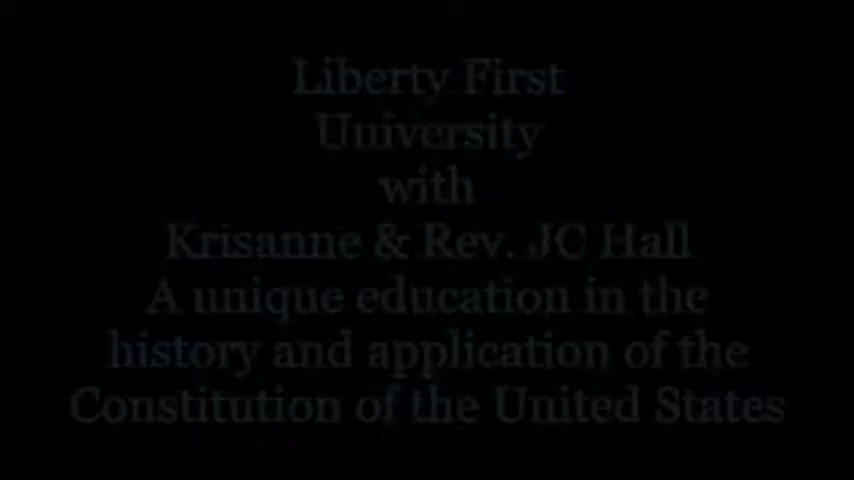 Liberty First
University
with
Krisanne & Rev. JC Hall
A unique education in the
history and application of the
Constitution of the United States